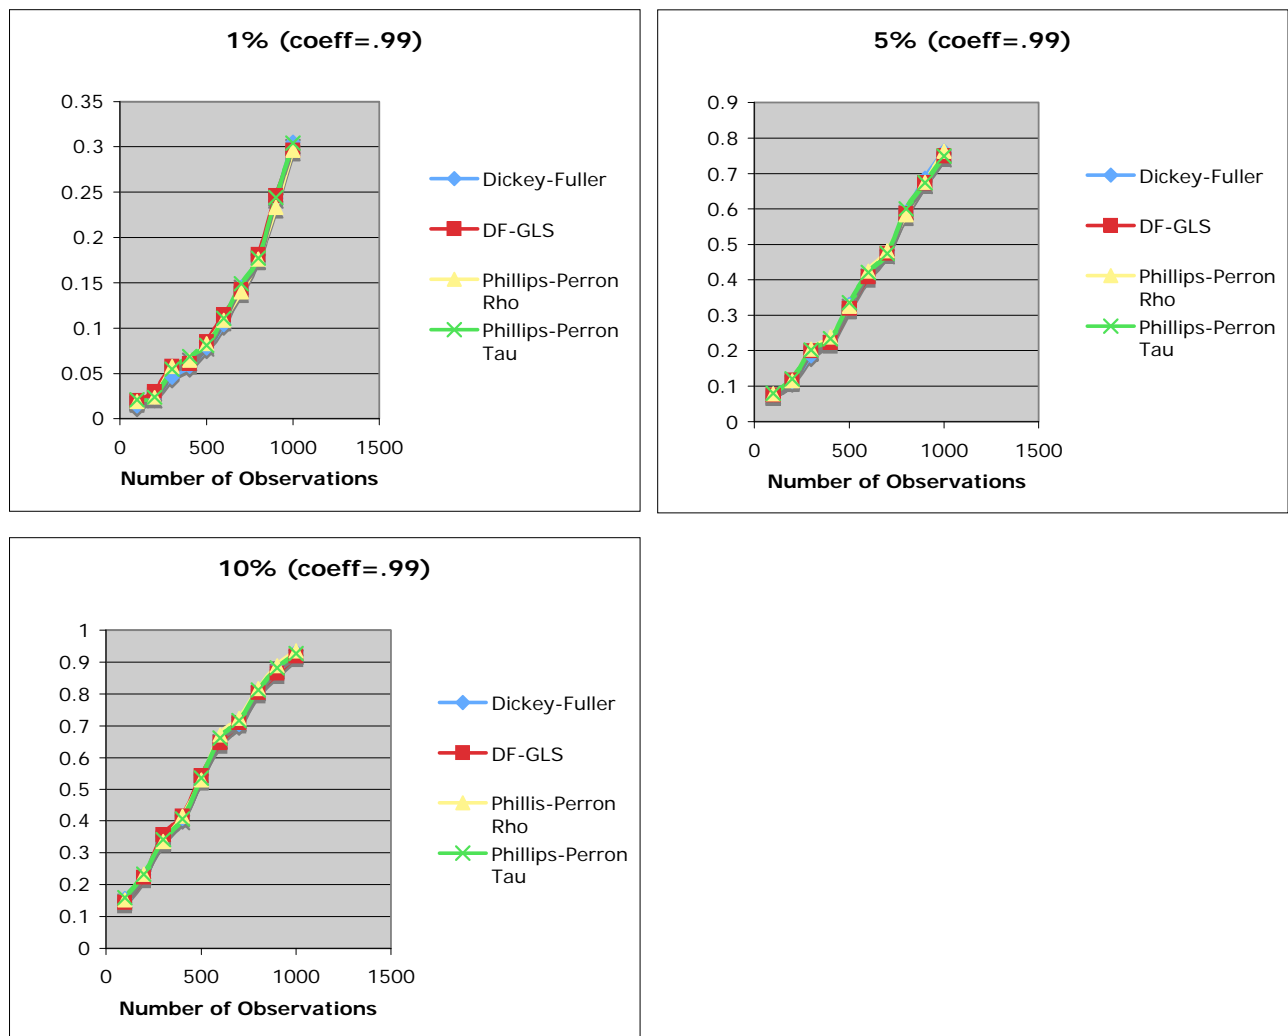 1% (coeff=.99)
0.35
0.3
0.25
0.2
0.15
0.1
0.05
0
0 500 1000 1500
Number of Observations
Dickey-Fuller
DF-GLS
Phillips-Perron
Rho
Phillips-Perron
Tau
5% (coeff=.99)
0.9
0.8
0.7
0.6
0.5
0.4
0.3
0.2
0.1
0
0 500 1000 1500
Number of Observations
Dickey-Fuller
DF-GLS
Phillips-Perron
Rho
Phillips-Perron
Tau
10% (coeff=.99)
1
0.9
0.8
0.7
0.6
0.5
0.4
0.3
0.2
0.1
0
0 500 1000 1500
Number of Observations
Dickey-Fuller
DF-GLS
Phillis-Perron
Rho
Phillips-Perron
Tau